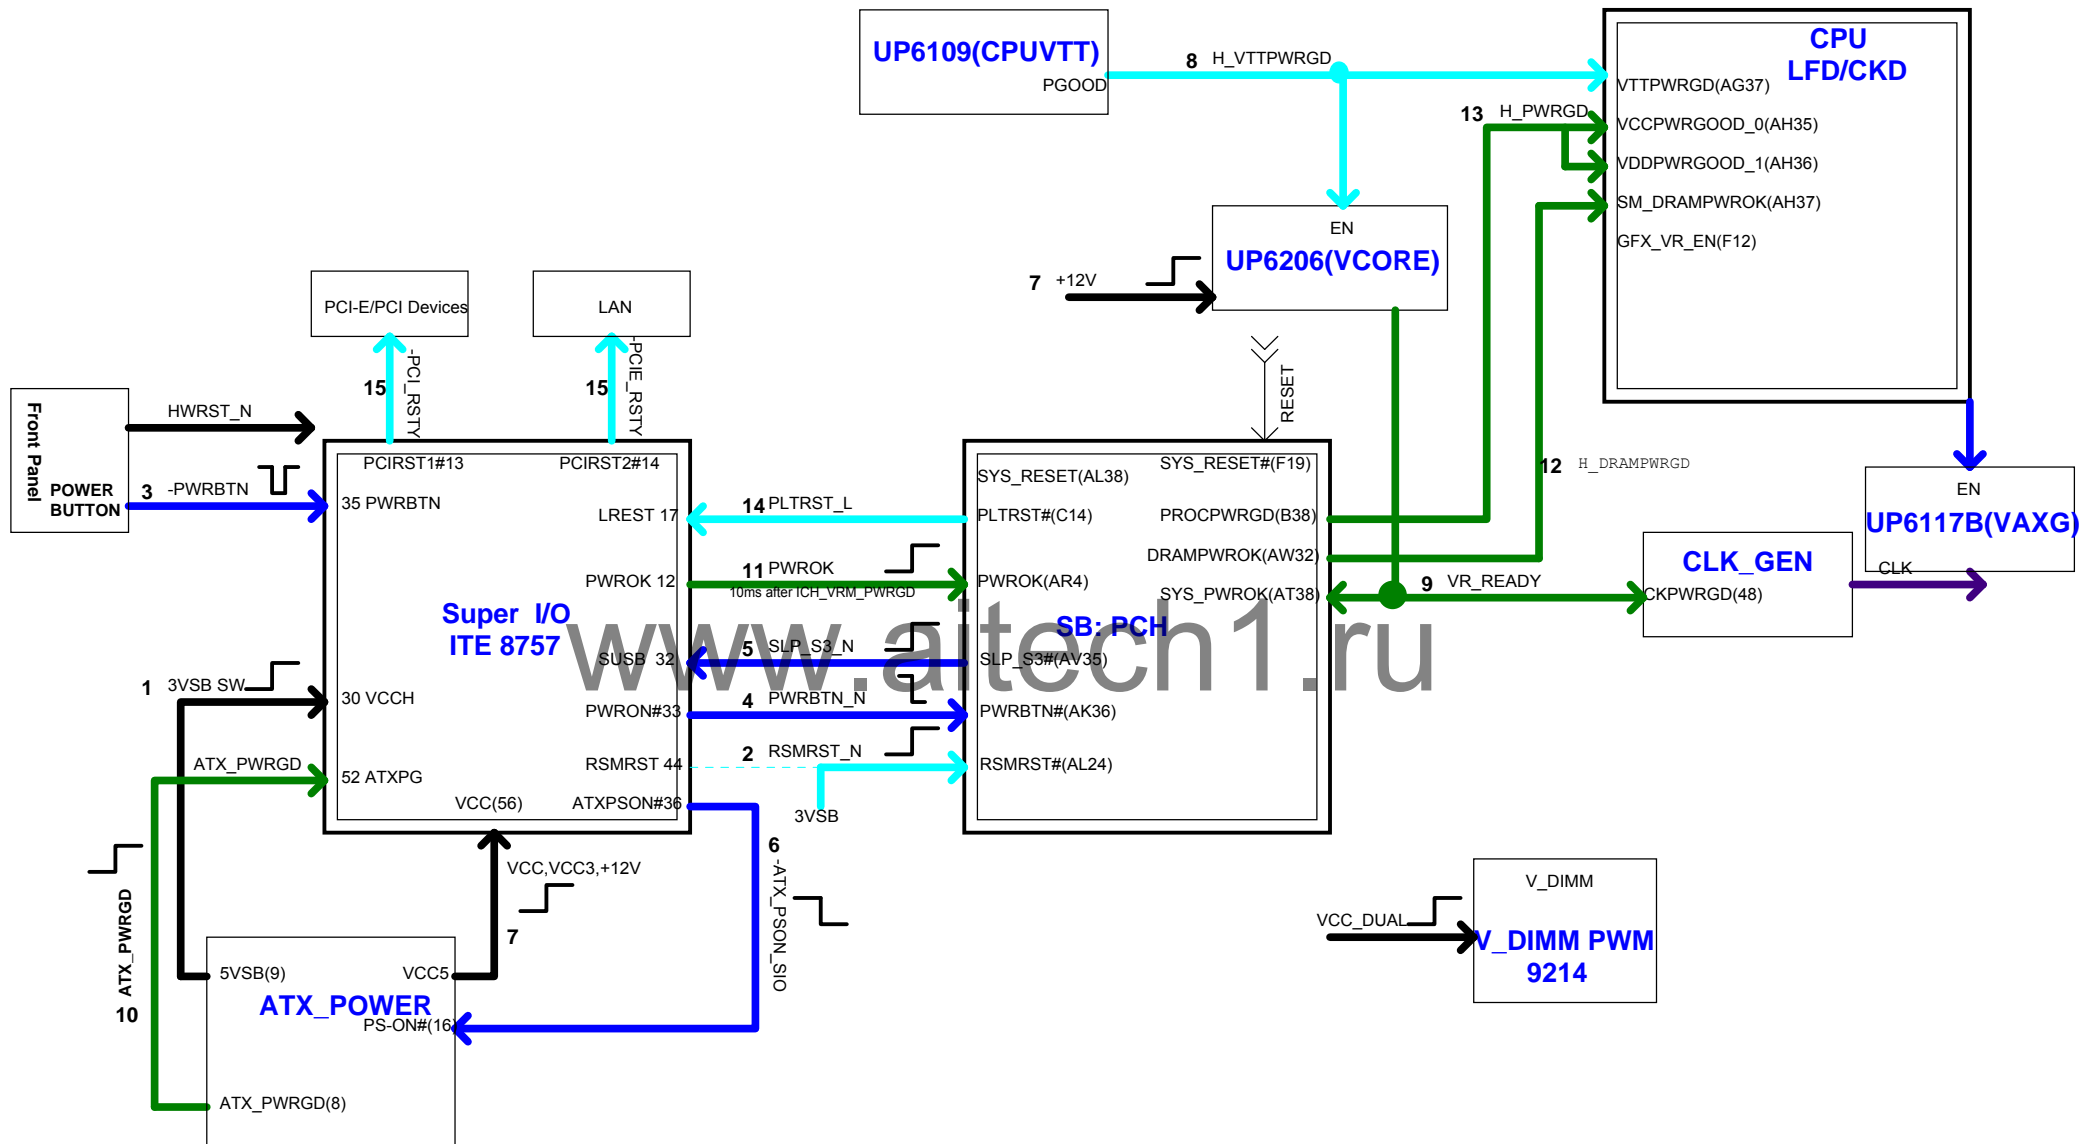 UP6109(CPUVTT)
PGOOD
8 H_VTTPWRGD
CPU
LFD/CKD
VTTPWRGD(AG37)
VCCPWRGOOD_0(AH35)
VDDPWRGOOD_1(AH36)
SM_DRAMPWROK(AH37)
GFX_VR_EN(F12)
13 H_PWRGD
EN
UP6206(VCORE)
7 +12V
PCI-E/PCI Devices
LAN
15
-PCI_RSTY
15
-PCIE_RSTY
RESET
Front Panel
POWER
BUTTON
HWRST_N
3 -PWRBTN
PCIRST1#13
PCIRST2#14
35 PWRBTN
LREST 17
PWROK 12
Super I/O
ITE 8757
SUSB 32
30 VCCH
PWRON#33
RSMRST 44
52 ATXPG
VCC(56)
ATXPSON#36
14 PLTRST_L
11 PWROK
10ms after ICH_VRM_PWRGD
5 SLP_S3_N
4 PWRBTN_N
2 RSMRST_N
3VSB
SYS_RESET(AL38)
SYS_RESET#(F19)
PLTRST#(C14)
PROCPWRGD(B38)
DRAMPWROK(AW32)
PWROK(AR4)
SYS_PWROK(AT38)
SB: PCH
SLP_S3#(AV35)
PWRBTN#(AK36)
RSMRST#(AL24)
12 H_DRAMPWRGD
9 VR_READY
EN
UP6117B(VAXG)
CLK_GEN
CKPWRGD(48)
CLK
www.aitech1.ru
1 3VSB SW
ATX_PWRGD
10 ATX_PWRGD
VCC,VCC3,+12V
7
6
-ATX_PSON_SIO
5VSB(9)
VCC5
ATX_POWER
PS-ON#(16)
ATX_PWRGD(8)
VCC_DUAL
V_DIMM
V_DIMM PWM
9214